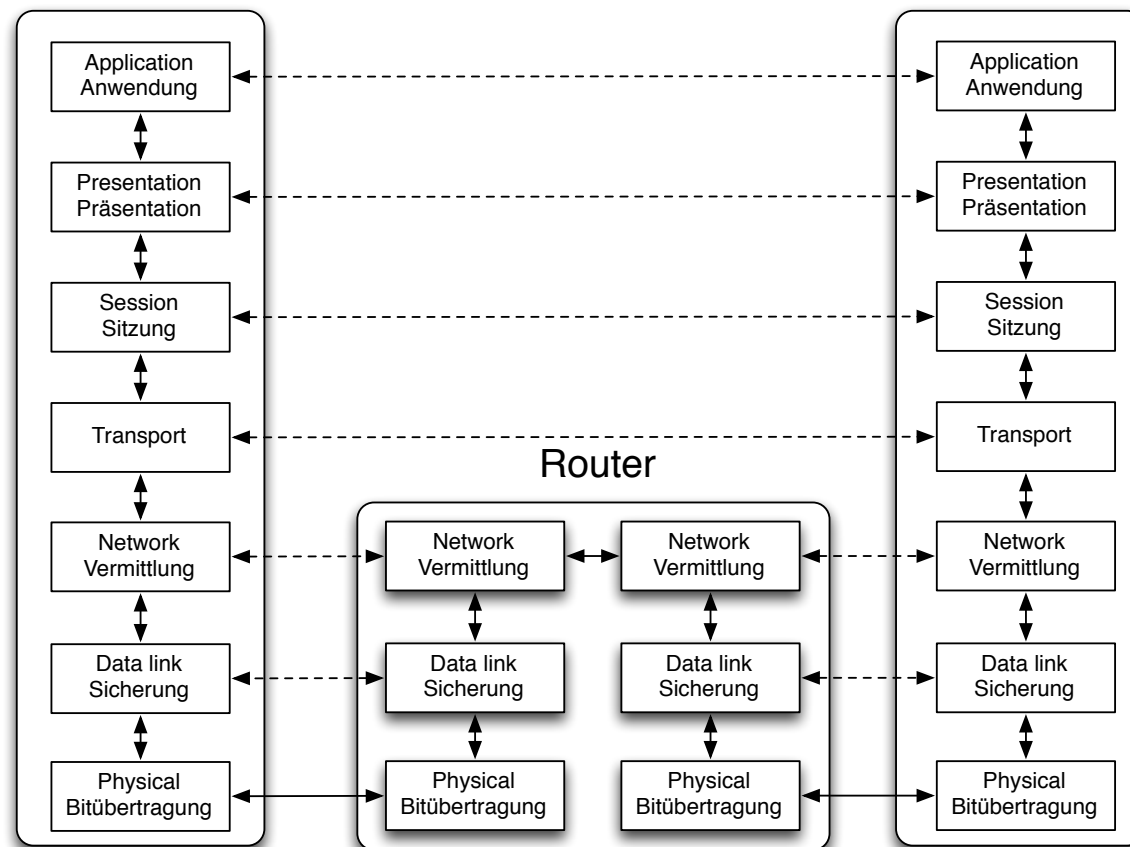 Application
Anwendung
Presentation
Präsentation
Session
Sitzung
Transport
Network
Vermittlung
Data link
Sicherung
Physical
Bitübertragung
Router
Network
Vermittlung
Data link
Sicherung
Physical
Bitübertragung
Network
Vermittlung
Data link
Sicherung
Physical
Bitübertragung
Application
Anwendung
Presentation
Präsentation
Session
Sitzung
Transport
Network
Vermittlung
Data link
Sicherung
Physical
Bitübertragung